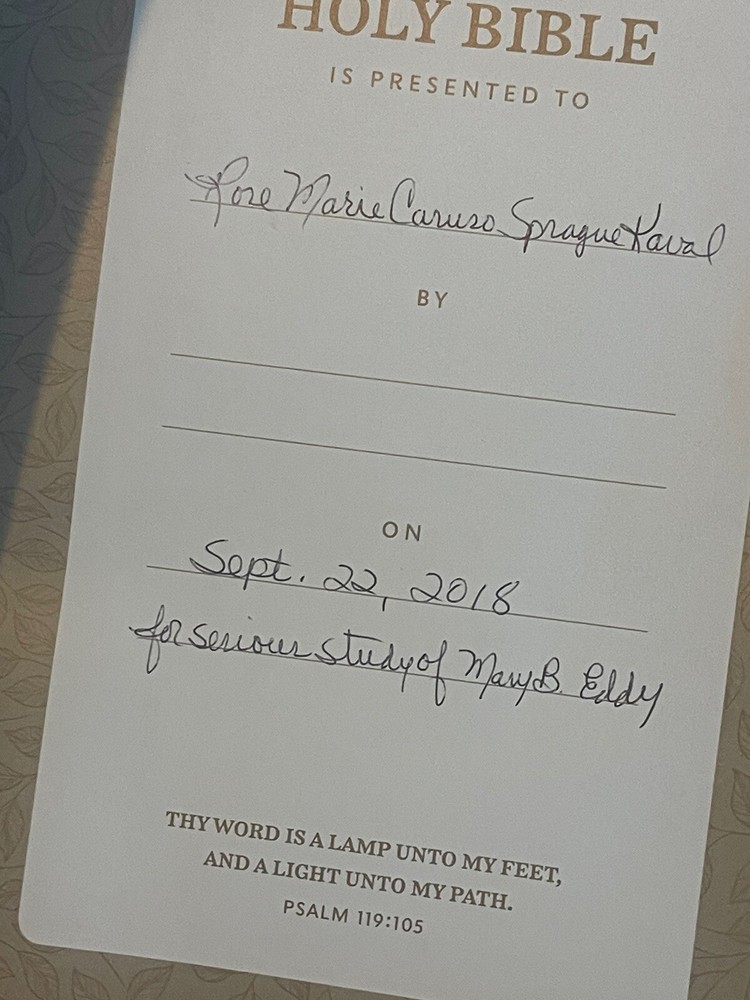 HOLY BIBLE
IS PRESENTED TO
Rose Marie Caruso Sprague Kaval
BY
ON
Sept. 22, 2018
for serious study of Mary B. Eddy
THY WORD IS A LAMP UNTO MY FEET,
AND A LIGHT UNTO MY PATH.
PSALM 119:105